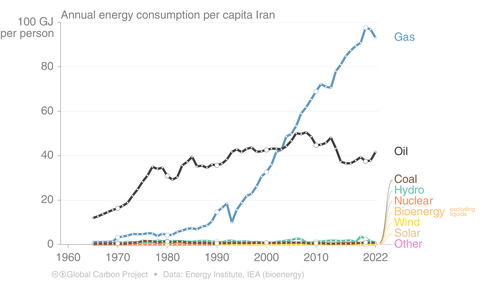 Annual energy consumption per capita Iran
100 GJ
per person
80
60
40
20
0
Gas
Oil
Coal
Hydro
Nuclear
Bioenergy excluding liquids
Wind
Solar
Other
1960 1970 1980 1990 2000 2010 2022
Global Carbon Project • Data: Energy Institute, IEA (bioenergy)